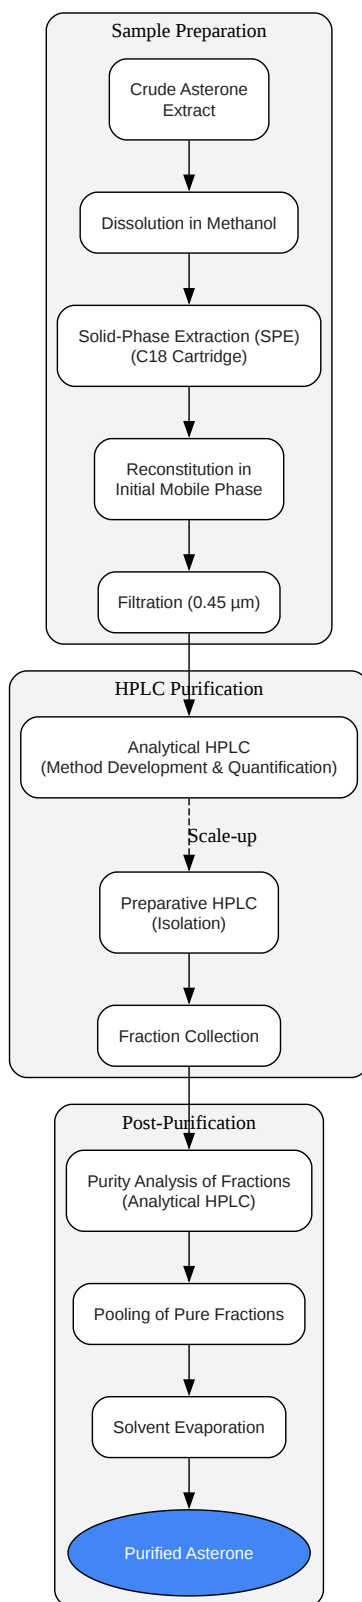 Sample Preparation
Crude Asterone
Extract
Dissolution in Methanol
Solid-Phase Extraction (SPE)
(C18 Cartridge)
Reconstitution in
Initial Mobile Phase
Filtration (0.45 µm)
HPLC Purification
Analytical HPLC
(Method Development & Quantification)
Scale-up
Preparative HPLC
(Isolation)
Fraction Collection
Post-Purification
Purity Analysis of Fractions
(Analytical HPLC)
Pooling of Pure Fractions
Solvent Evaporation
Purified Asterone